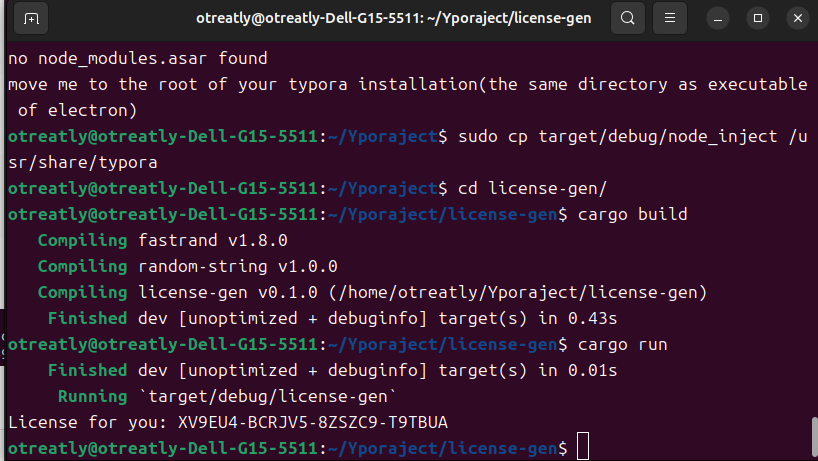 otreatly@otreatly-Dell-G15-5511: ~/Yporaject/license-gen
no node_modules.asar found
move me to the root of your typora installation(the same directory as executable
 of electron)
otreatly@otreatly-Dell-G15-5511:~/Yporaject$ sudo cp target/debug/node_inject /u
sr/share/typora
otreatly@otreatly-Dell-G15-5511:~/Yporaject$ cd license-gen/
otreatly@otreatly-Dell-G15-5511:~/Yporaject/license-gen$ cargo build
   Compiling fastrand v1.8.0
   Compiling random-string v1.0.0
   Compiling license-gen v0.1.0 (/home/otreatly/Yporaject/license-gen)
    Finished dev [unoptimized + debuginfo] target(s) in 0.43s
otreatly@otreatly-Dell-G15-5511:~/Yporaject/license-gen$ cargo run
    Finished dev [unoptimized + debuginfo] target(s) in 0.01s
     Running `target/debug/license-gen`
License for you: XV9EU4-BCRJV5-8ZSZC9-T9TBUA
otreatly@otreatly-Dell-G15-5511:~/Yporaject/license-gen$